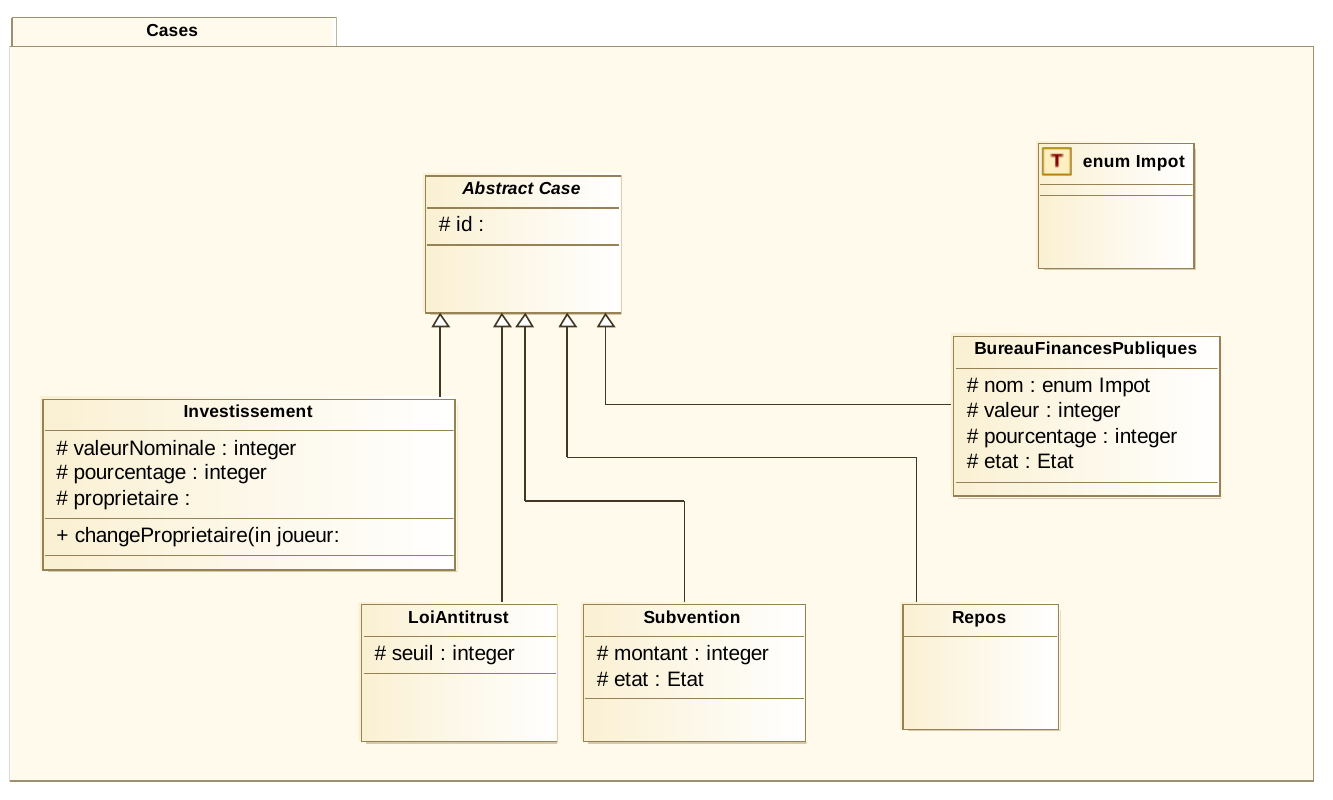 Cases
Abstract Case
# id :
T enum Impot
BureauFinancesPubliques
# nom : enum Impot
# valeur : integer
# pourcentage : integer
# etat : Etat
Investissement
# valeurNominale : integer
# pourcentage : integer
# proprietaire :
+ changeProprietaire(in joueur:
LoiAntitrust
# seuil : integer
Subvention
# montant : integer
# etat : Etat
Repos